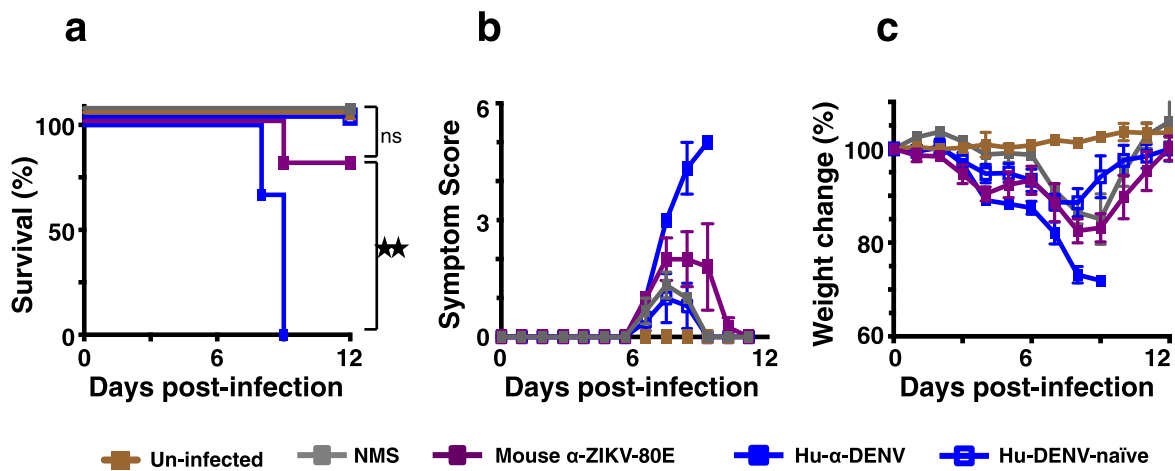 a
b
c
Survival (%)
100
50
0
ns
★★
0
6
12
Days post-infection
Symptom Score
6
3
0
0
6
12
Days post-infection
Weight change (%)
100
80
60
0
6
12
Days post-infection
Un-infected
NMS
Mouse α-ZIKV-80E
Hu-α-DENV
Hu-DENV-naïve